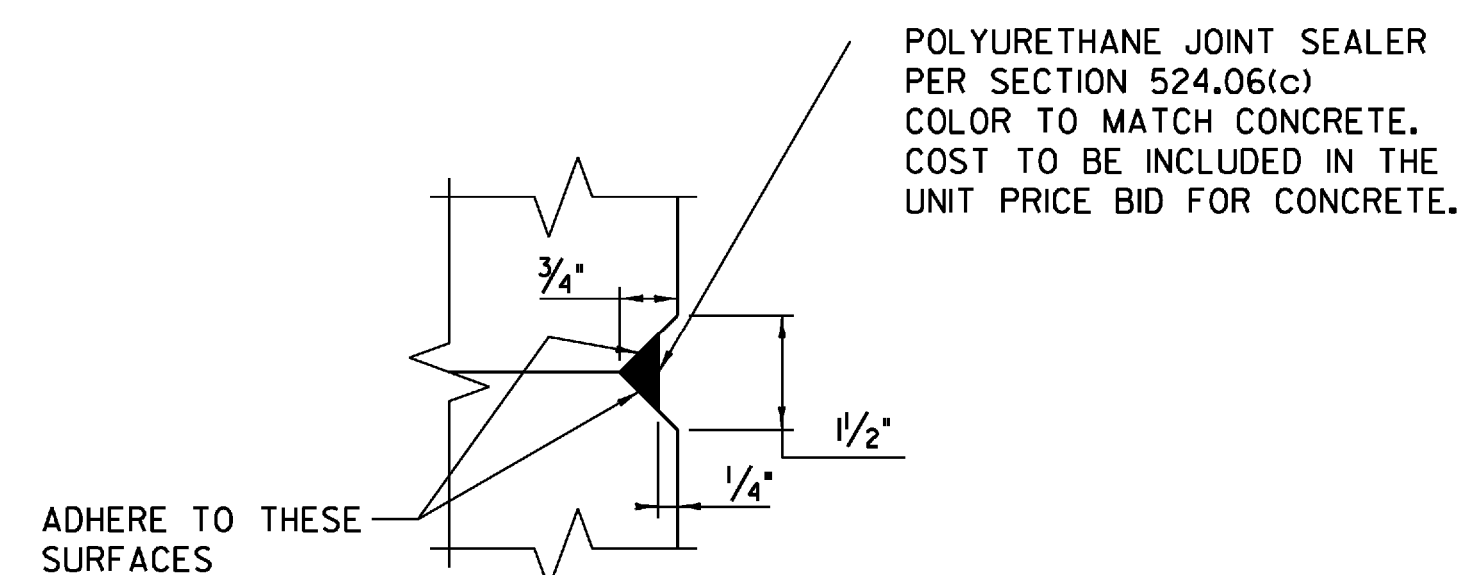 POLYURETHANE JOINT SEALER
PER SECTION 524.06(c)
COLOR TO MATCH CONCRETE.
COST TO BE INCLUDED IN THE
UNIT PRICE BID FOR CONCRETE.
3/4"
1 1/2"
1/4"
ADHERE TO THESE
SURFACES